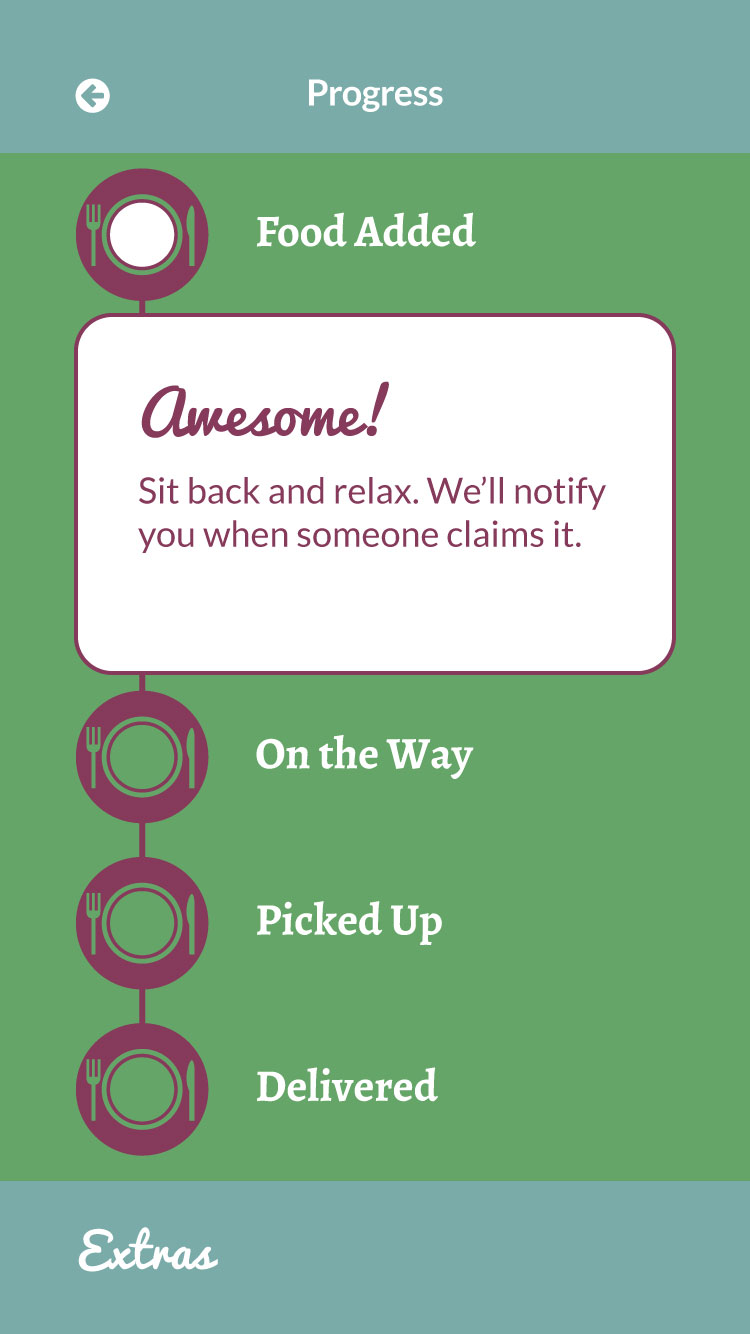 Progress
Food Added
Awesome!
Sit back and relax. We’ll notify
you when someone claims it.
On the Way
Picked Up
Delivered
Extras